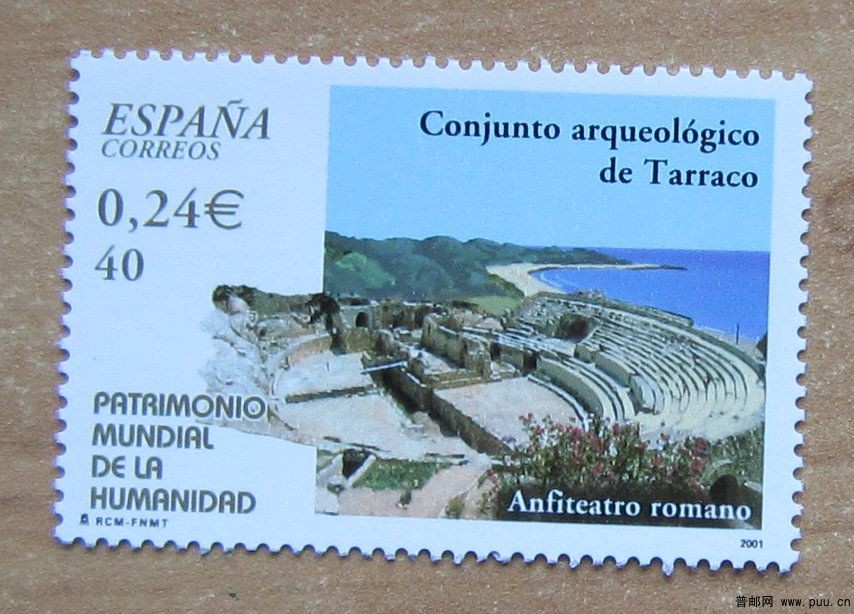 ESPAÑA
CORREOS
0,24€
40
Conjunto arqueológico
de Tarraco
PATRIMONIO
MUNDIAL
DE LA
HUMANIDAD
RCM-FNMT
Anfiteatro romano
2001
普邮网 www.puu.cn